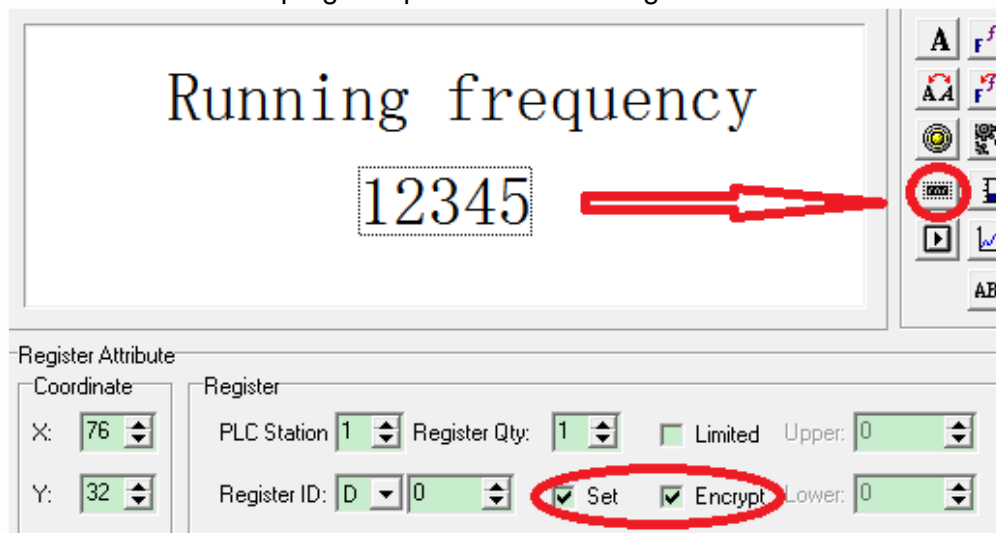 Running frequency
12345
A
F
A.A
F
AB
Register Attribute
Coordinate Register
X: 76 PLC Station 1 Register Qty: 1 Limited Upper: 0
Y: 32 Register ID: D 0 Set Encrypt Lower: 0